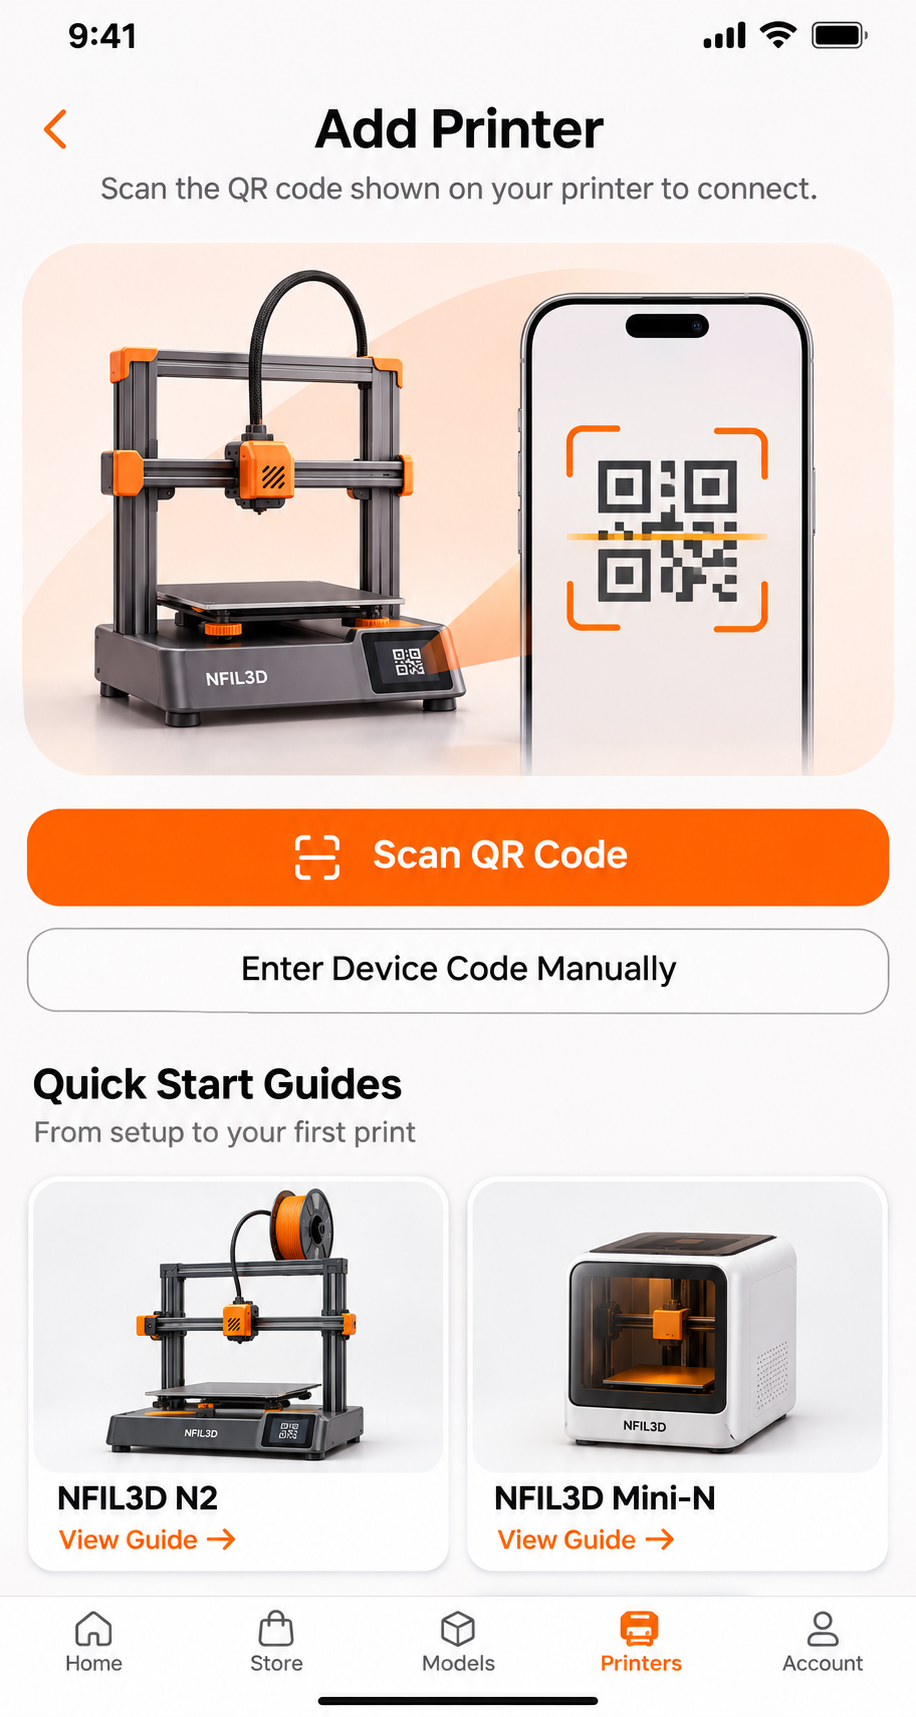 9:41
Add Printer
Scan the QR code shown on your printer to connect.
NFIL3D
Scan QR Code
Enter Device Code Manually
Quick Start Guides
From setup to your first print
NFIL3D
NFIL3D
NFIL3D N2
NFIL3D Mini-N
View Guide →
View Guide →
Home
Store
Models
Printers
Account